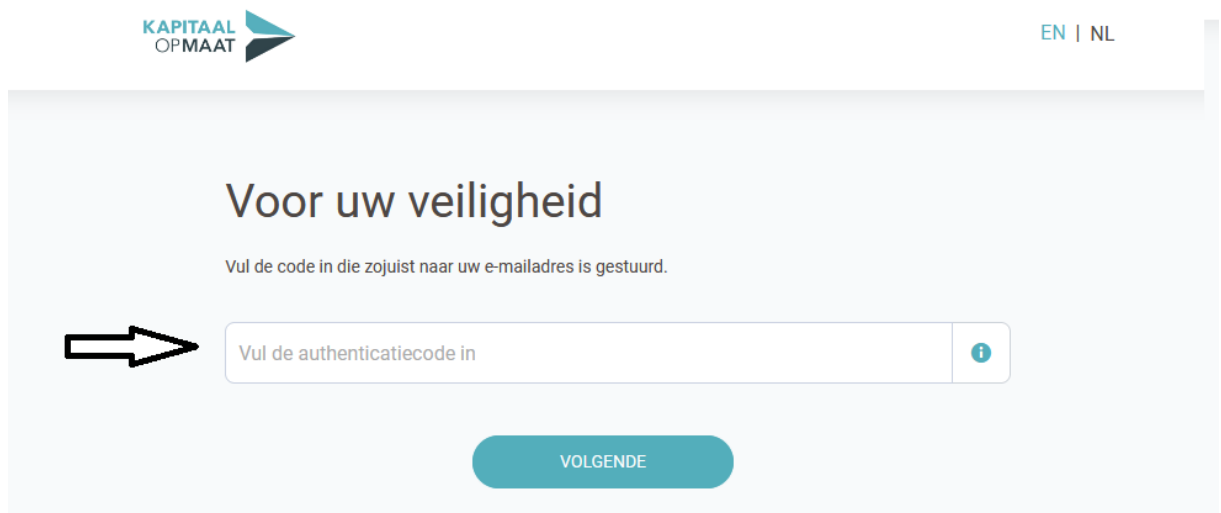 KAPITAAL
OPMAAT
EN | NL
Voor uw veiligheid
Vul de code in die zojuist naar uw e-mailadres is gestuurd.
Vul de authenticatiecode in
VOLGENDE